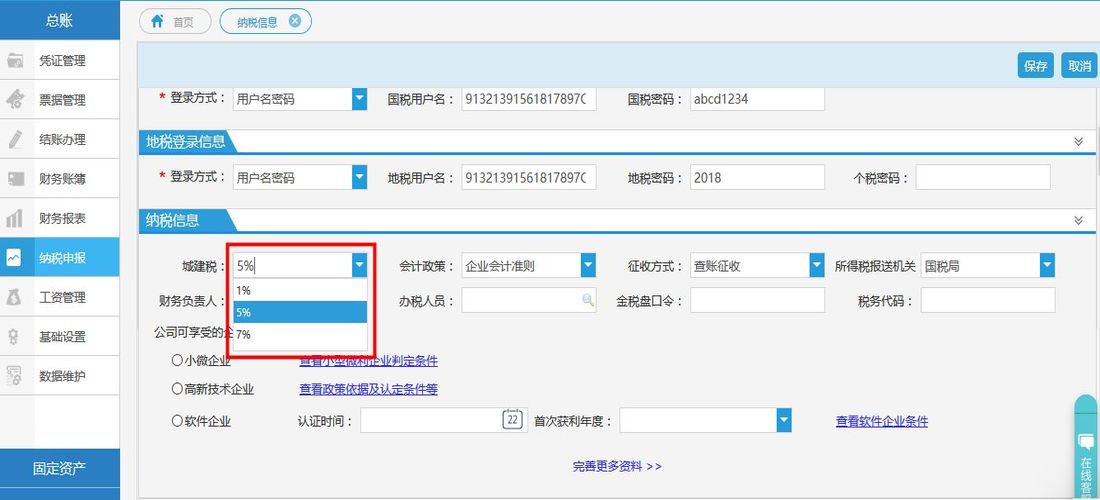 总账
首页
纳税信息
凭证管理
票据管理
结账办理
财务账簿
财务报表
纳税申报
工资管理
基础设置
数据维护
固定资产
保存 取消
* 登录方式： 用户名密码 国税用户名： 91321391561817897C 国税密码： abcd1234
地税登录信息
* 登录方式： 用户名密码 地税用户名： 91321391561817897C 地税密码： 2018 个税密码：
纳税信息
城建税： 5% 会计政策： 企业会计准则 征收方式： 查账征收 所得税报送机关 国税局
1%
5%
7%
财务负责人： 办税人员： 金税盘口令： 税务代码：
公司可享受的企
小微企业 查看小型微利企业判定条件
高新技术企业 查看政策依据及认定条件等
软件企业 认证时间： 22 首次获利年度： 查看软件企业条件
完善更多资料 >>
在线客服